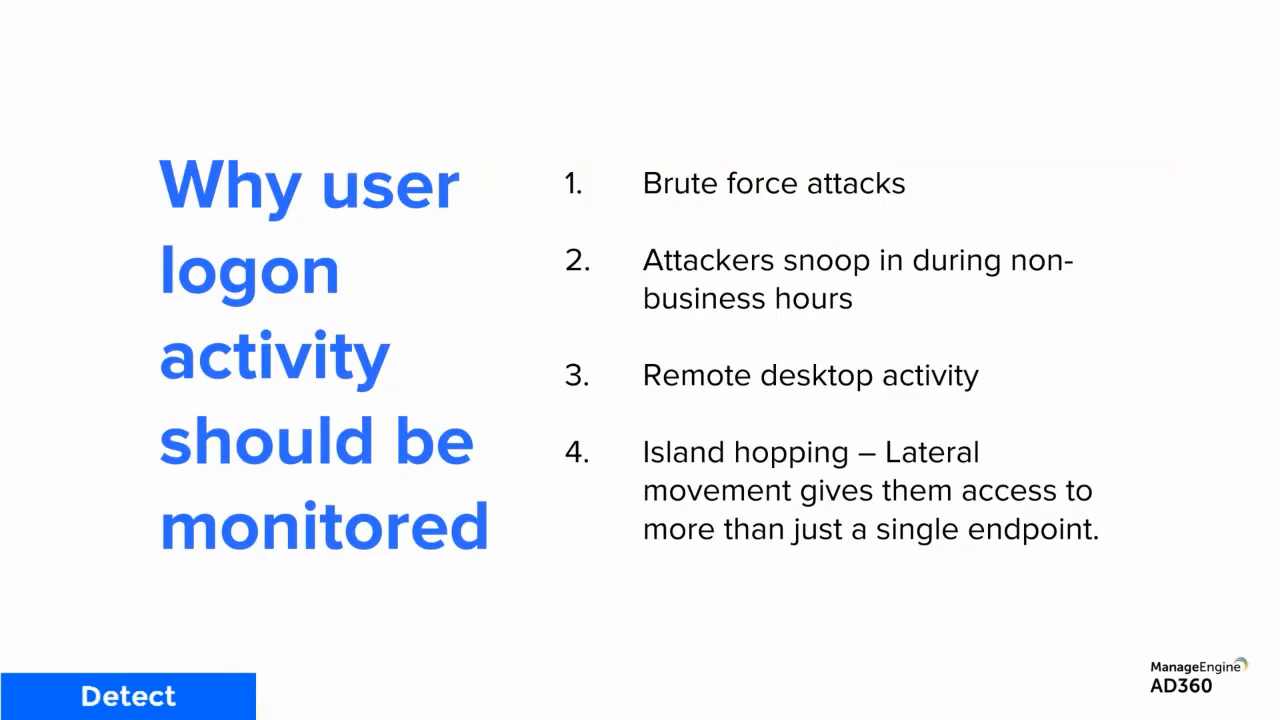 Why user
logon
activity
should be
monitored
1. Brute force attacks
2. Attackers snoop in during non-
business hours
3. Remote desktop activity
4. Island hopping – Lateral
movement gives them access to
more than just a single endpoint.
Detect
ManageEngine
AD360